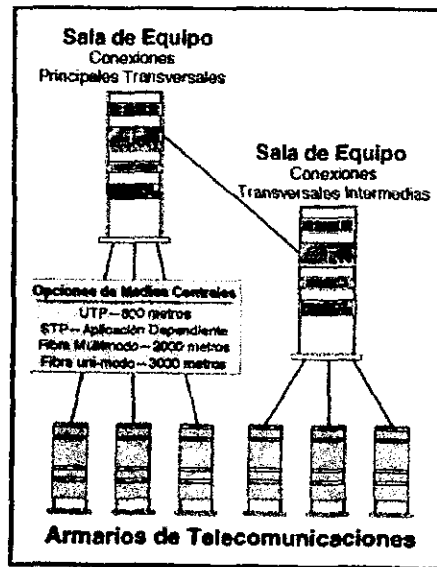 Sala de Equipo
Conexiones
Principales Transversales
Sala de Equipo
Conexiones
Transversales Intermedias
Opciones de Medios Centrales
UTP – 800 metros
STP – Aplicación Dependiente
Fibra Multimodo – 2000 metros
Fibra uni-modo – 3000 metros
Armarios de Telecomunicaciones